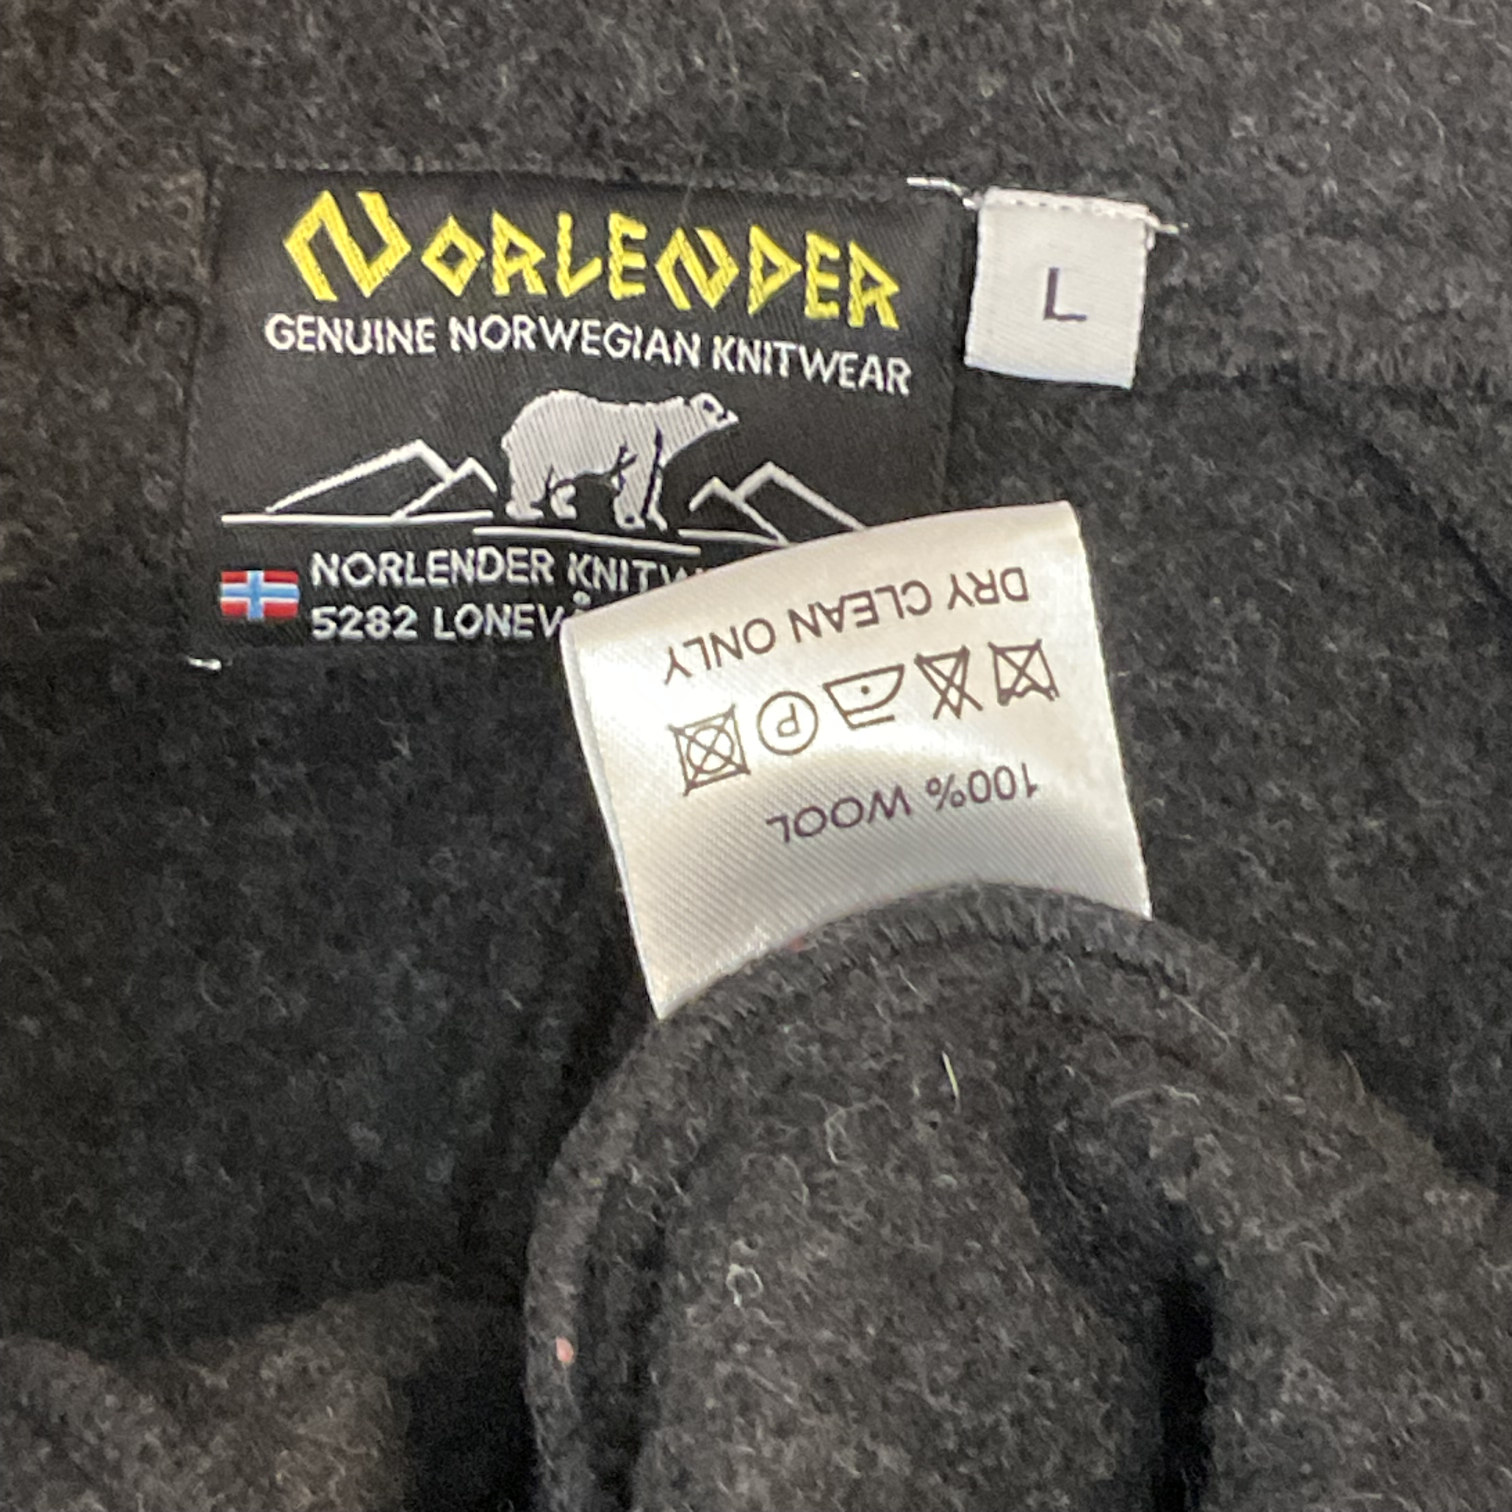 NORLENDER
GENUINE NORWEGIAN KNITWEAR
NORLENDER
5282
L
100% WOOL
P
DRY CLEAN ONLY